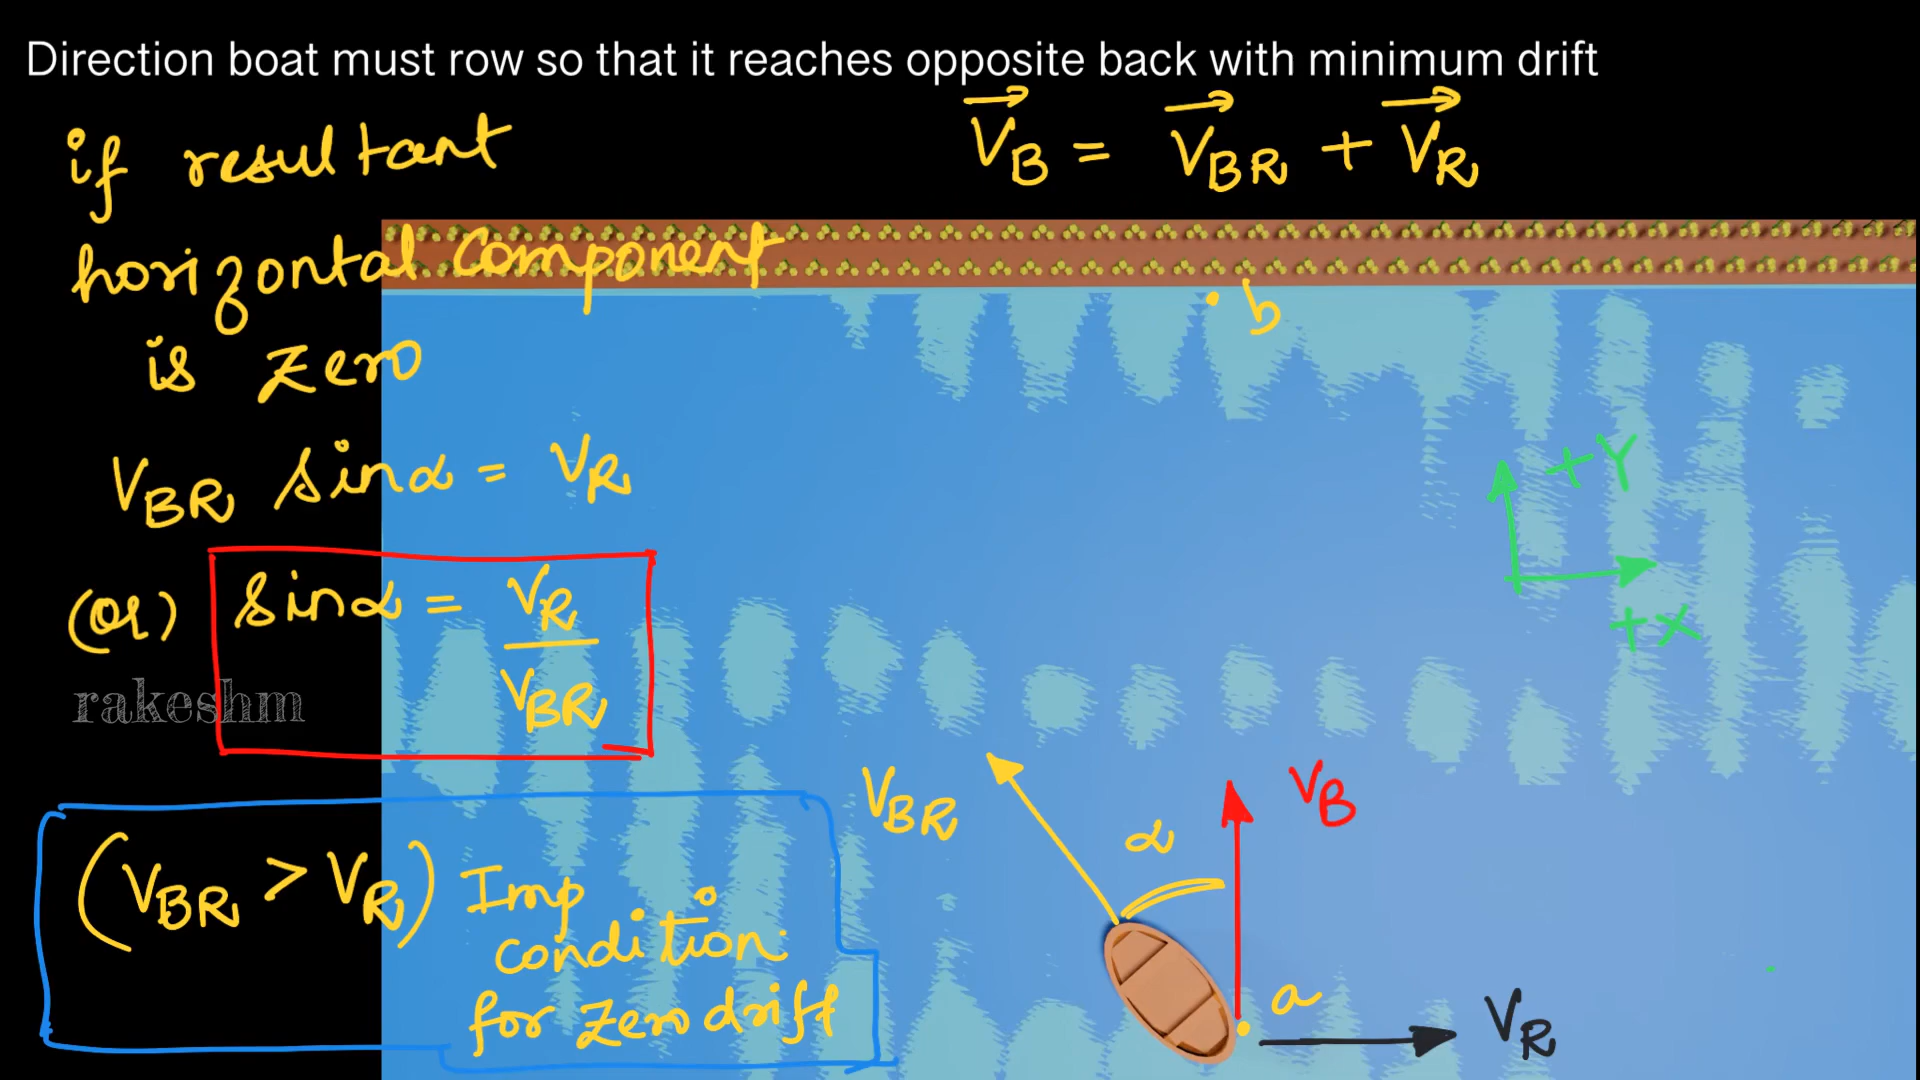 Direction boat must row so that it reaches opposite back with minimum drift
if resultant
horizontal component
is zero
V_BR sinα = V_R
(or) sinα = V_R / V_BR
rakeshm
(V_BR > V_R) Imp
condition
for zero drift
→V_B = →V_BR + →V_R
b
+Y
+X
V_BR
α
V_B
a
V_R